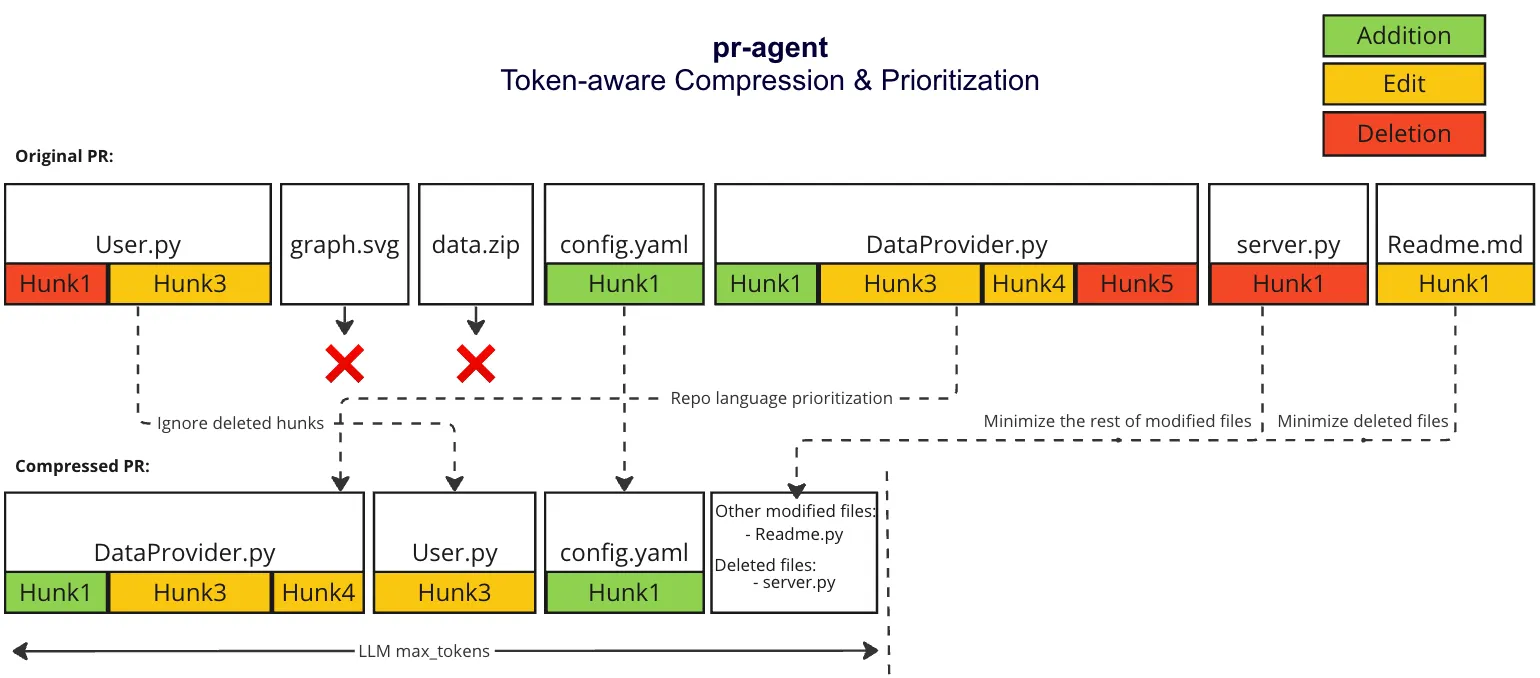 pr-agent
Token-aware Compression & Prioritization
Addition
Edit
Deletion
Original PR:
User.py
graph.svg
data.zip
config.yaml
DataProvider.py
server.py
Readme.md
Hunk1
Hunk3
Hunk1
Hunk1
Hunk3
Hunk4
Hunk5
Hunk1
Hunk1
Repo language prioritization
Ignore deleted hunks
Minimize the rest of modified files
Minimize deleted files
Compressed PR:
DataProvider.py
User.py
config.yaml
Hunk1
Hunk3
Hunk4
Hunk3
Hunk1
Other modified files:
- Readme.py
Deleted files:
- server.py
LLM max_tokens